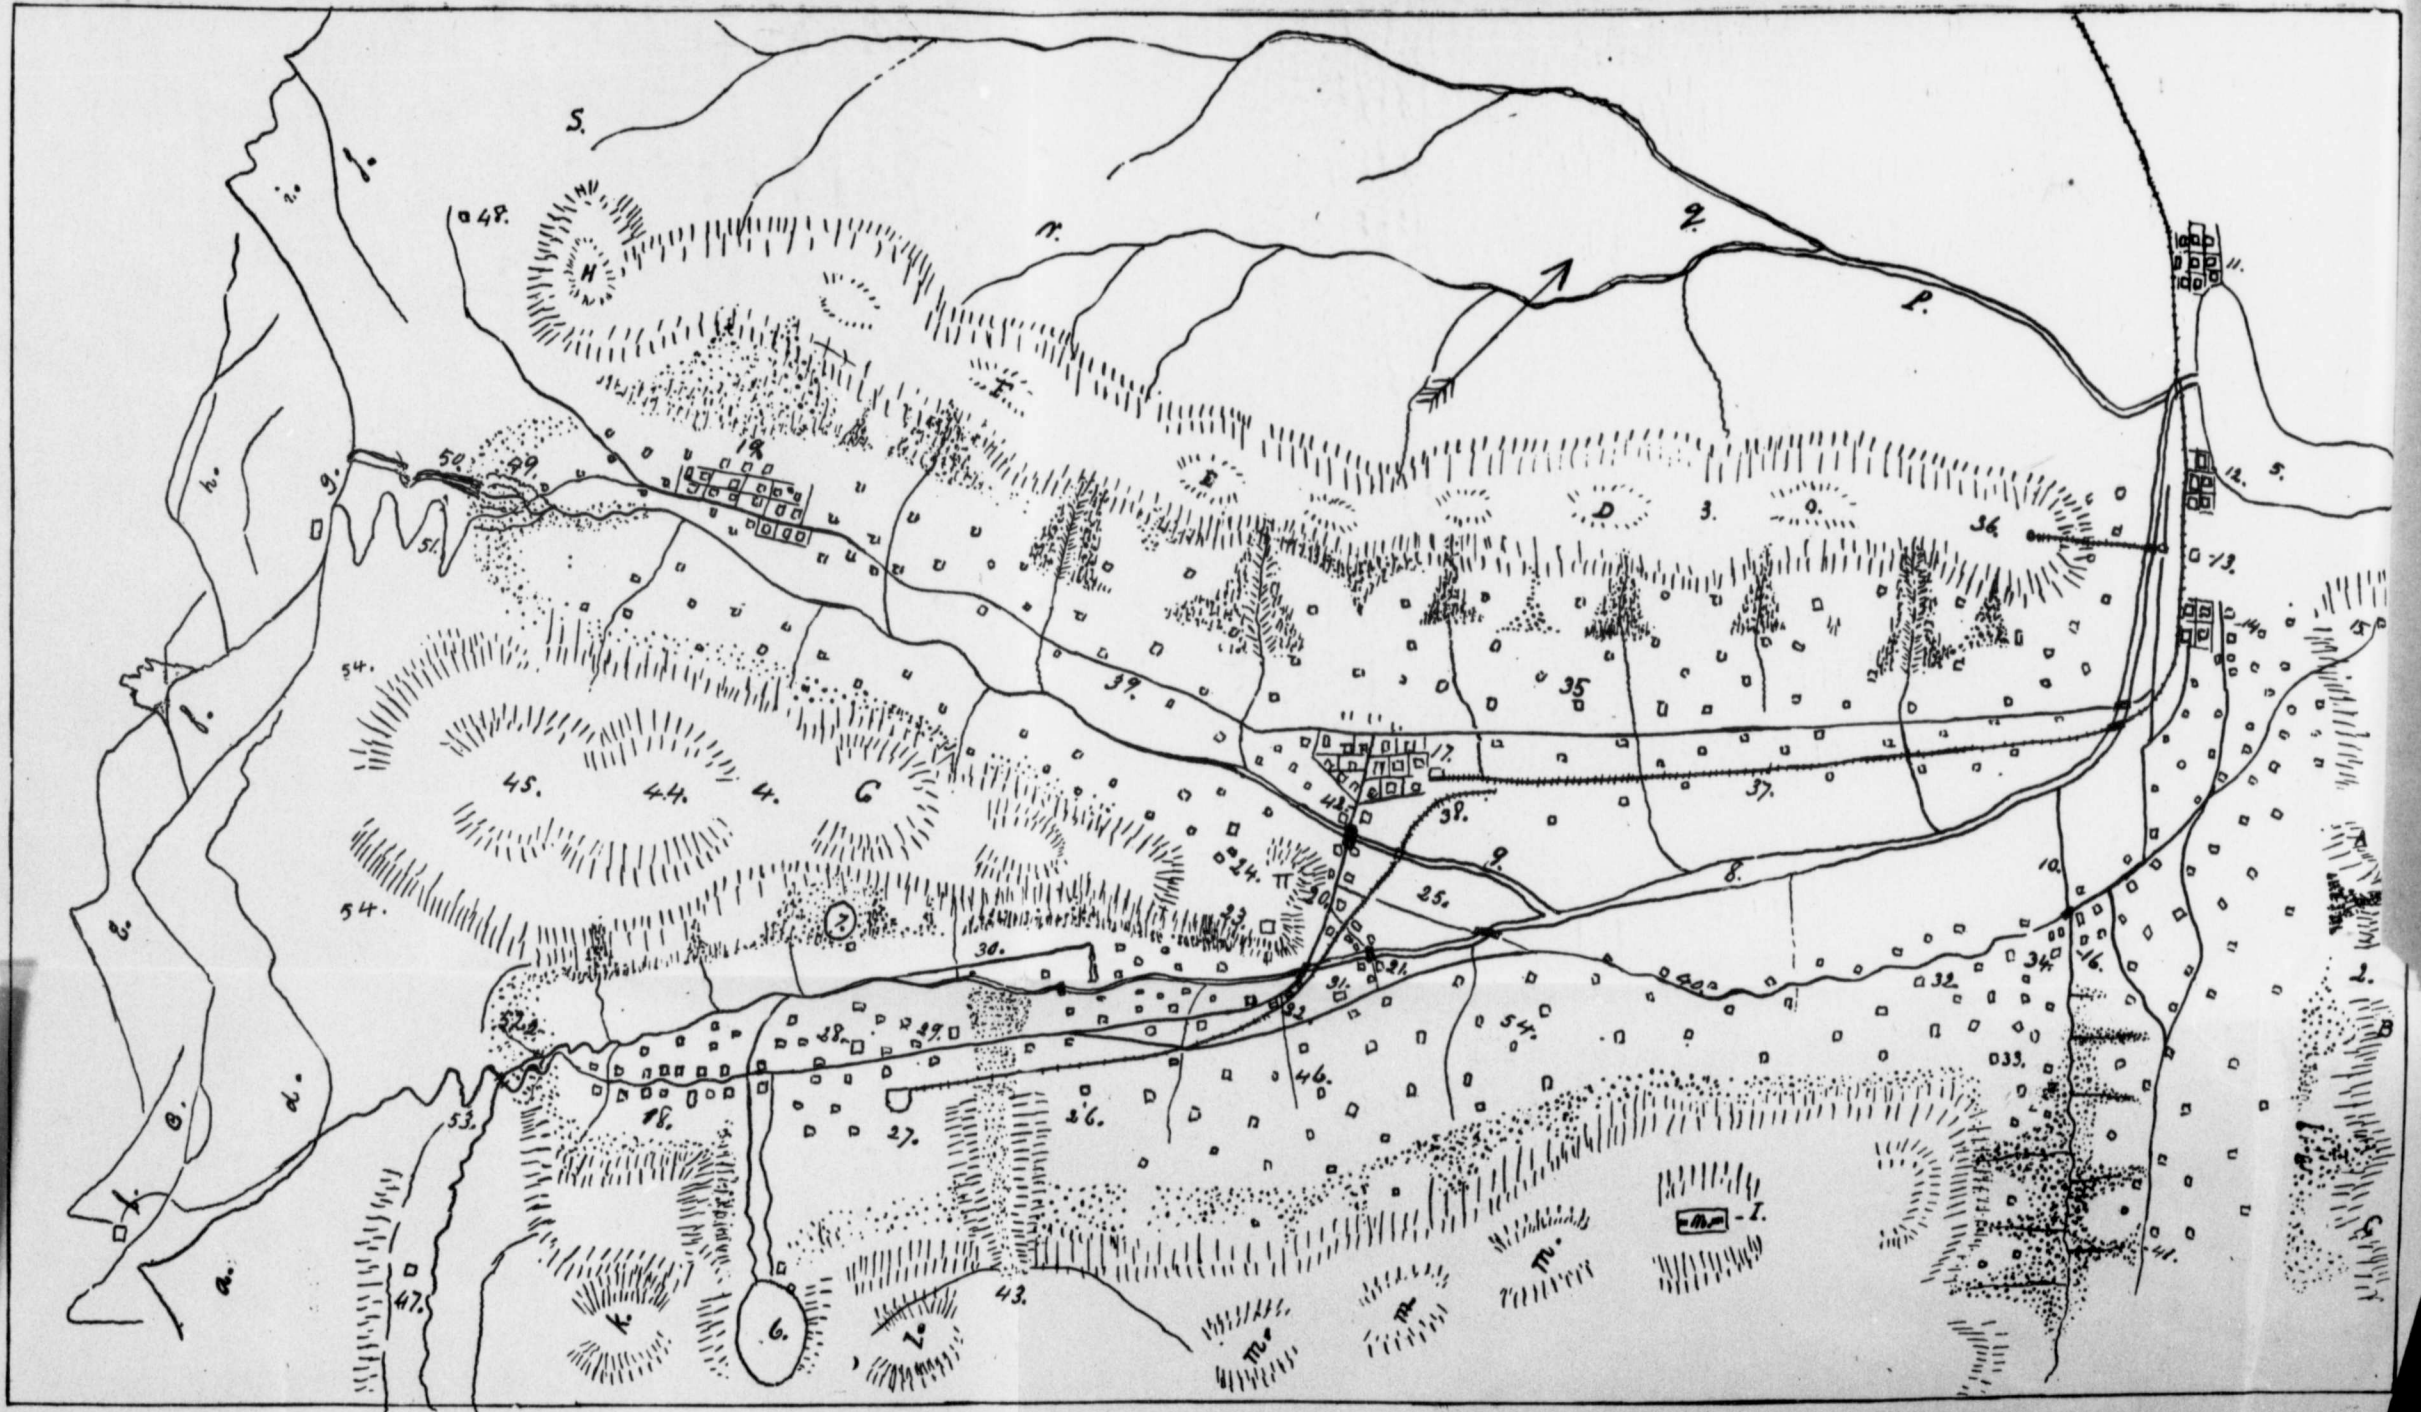 S.
j.
i.
48.
H
r.
q.
P.
11.
h.
I
19.
50.
49.
g.
51.
E
D
3.
O.
36.
12.
5.
13.
14.
15
54.
f.
39.
35
45.
44.
4.
C
17.
42.
38.
37.
A
9.
8.
10.
24.
π
20.
25.
23
54.
7.
30.
21.
31.
40.
32.
34.
16.
2.
22.
28.
29.
54.
B
33.
46.
e.
d.
53.
18.
27.
26.
b.
41.
m.
I.
a.
47.
k.
6.
l.
43.
m.
m.
m.